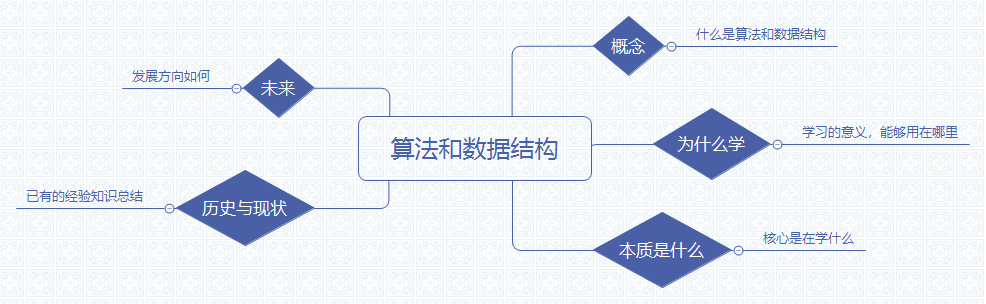 算法和数据结构
概念
什么是算法和数据结构
为什么学
学习的意义，能够用在哪里
本质是什么
核心是在学什么
历史与现状
已有的经验知识总结
未来
发展方向如何